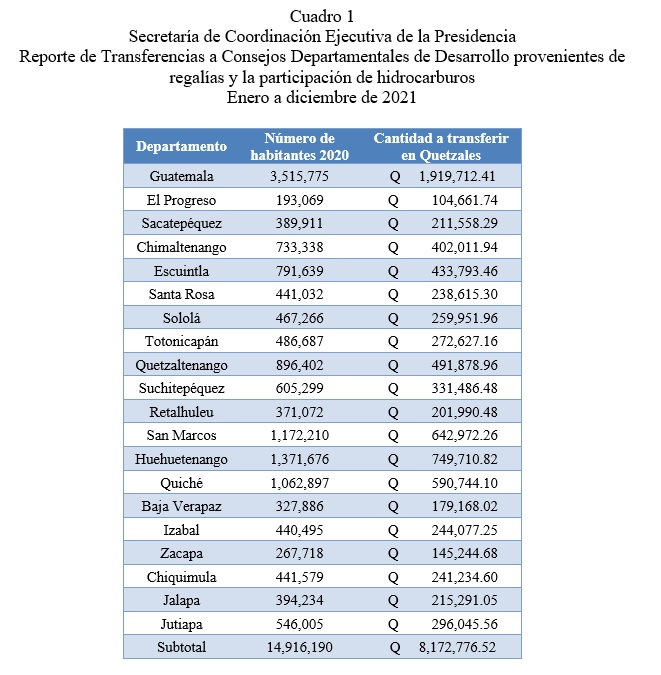 Cuadro 1
Secretaría de Coordinación Ejecutiva de la Presidencia
Reporte de Transferencias a Consejos Departamentales de Desarrollo provenientes de
regalías y la participación de hidrocarburos
Enero a diciembre de 2021
Departamento Número de habitantes 2020 Cantidad a transferir en Quetzales
Guatemala 3,515,775 Q 1,919,712.41
El Progreso 193,069 Q 104,661.74
Sacatepéquez 389,911 Q 211,558.29
Chimaltenango 733,338 Q 402,011.94
Escuintla 791,639 Q 433,793.46
Santa Rosa 441,032 Q 238,615.30
Sololá 467,266 Q 259,951.96
Totonicapán 486,687 Q 272,627.16
Quetzaltenango 896,402 Q 491,878.96
Suchitepéquez 605,299 Q 331,486.48
Retalhuleu 371,072 Q 201,990.48
San Marcos 1,172,210 Q 642,972.26
Huehuetenango 1,371,676 Q 749,710.82
Quiché 1,062,897 Q 590,744.10
Baja Verapaz 327,886 Q 179,168.02
Izabal 440,495 Q 244,077.25
Zacapa 267,718 Q 145,244.68
Chiquimula 441,579 Q 241,234.60
Jalapa 394,234 Q 215,291.05
Jutiapa 546,005 Q 296,045.56
Subtotal 14,916,190 Q 8,172,776.52